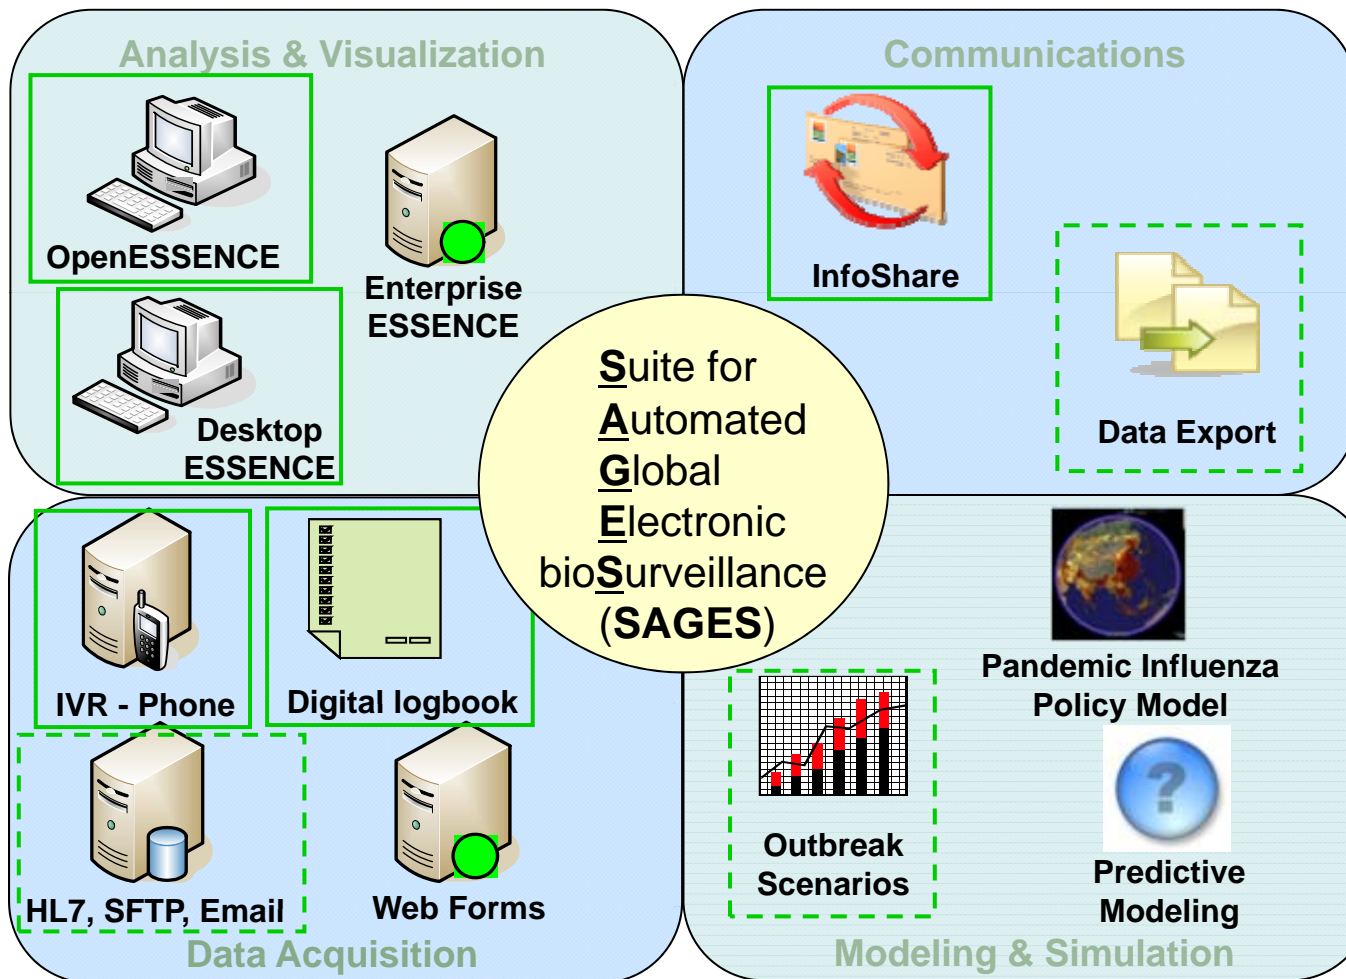 Analysis & Visualization
OpenESSENCE
Enterprise
ESSENCE
Desktop
ESSENCE
Communications
InfoShare
Data Export
Suite for
Automated
Global
Electronic
bioSurveillance
(SAGES)
IVR - Phone
Digital logbook
HL7, SFTP, Email
Web Forms
Data Acquisition
Pandemic Influenza
Policy Model
Outbreak
Scenarios
?
Predictive
Modeling
Modeling & Simulation